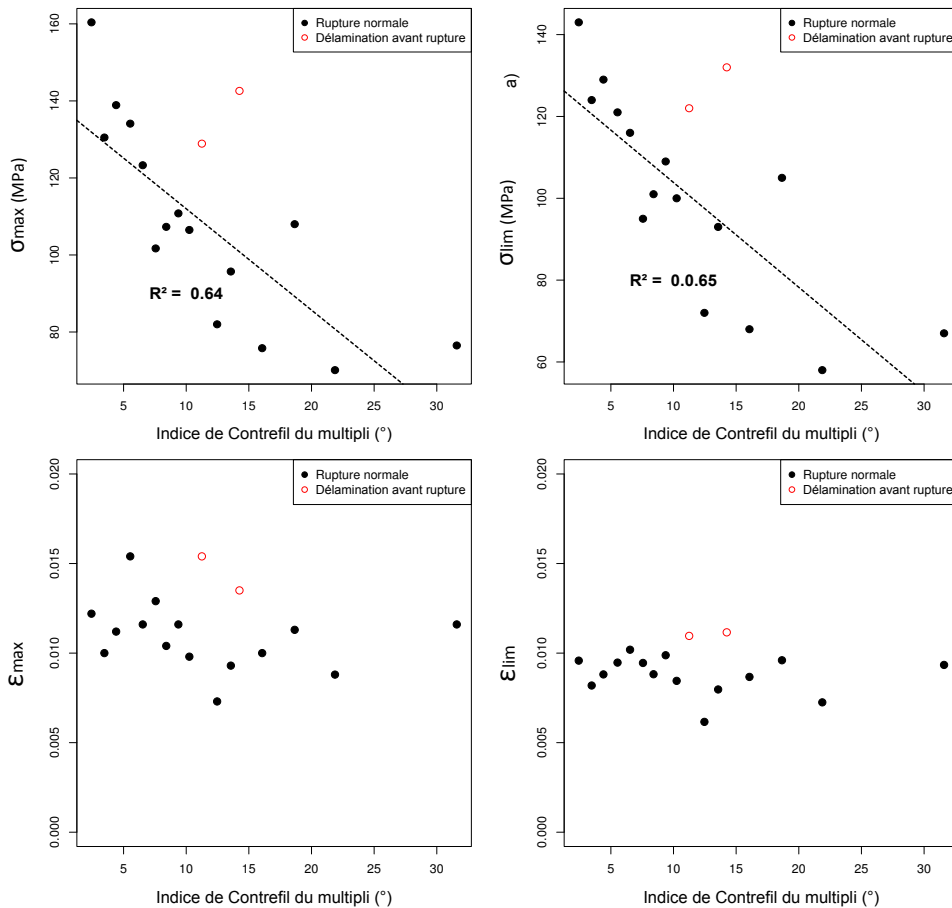 160
140
120
100
80
σmax (MPa)
Rupture normale
Délamination avant rupture
R² = 0.64
5 10 15 20 25 30
Indice de Contrefil du multipli (°)
140
120
100
80
60
a)
σlim (MPa)
Rupture normale
Délamination avant rupture
R² = 0.0.65
5 10 15 20 25 30
Indice de Contrefil du multipli (°)
0.020
0.015
0.010
0.005
0.000
εmax
Rupture normale
Délamination avant rupture
5 10 15 20 25 30
Indice de Contrefil du multipli (°)
0.020
0.015
0.010
0.005
0.000
εlim
Rupture normale
Délamination avant rupture
5 10 15 20 25 30
Indice de Contrefil du multipli (°)